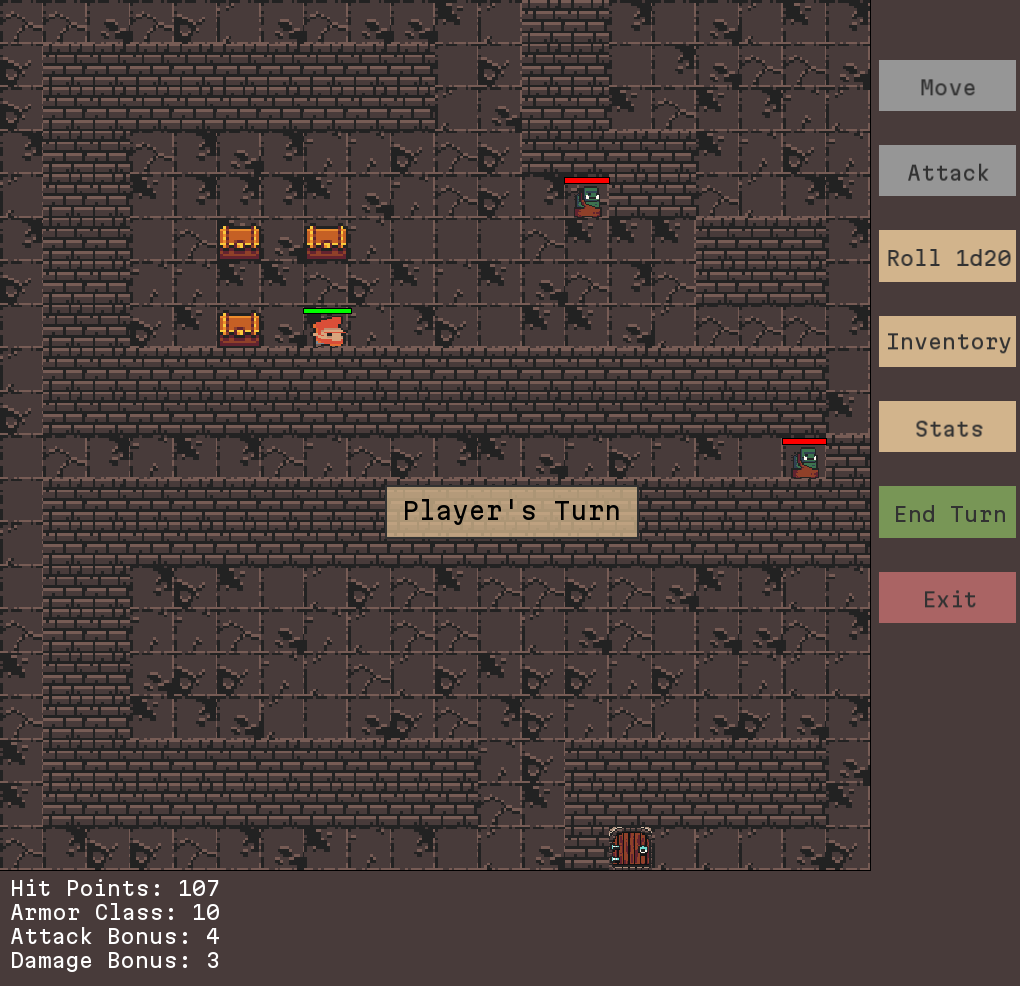 Move
Attack
Roll 1d20
Inventory
Stats
Player's Turn
End Turn
Exit
Hit Points: 107
Armor Class: 10
Attack Bonus: 4
Damage Bonus: 3